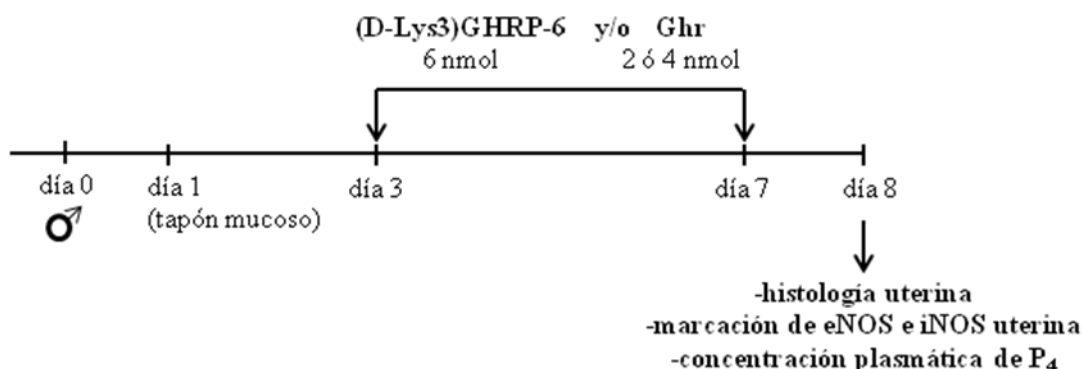 (D-Lys3)GHRP-6 y/o Ghr
6 nmol 2 ó 4 nmol
día 0 día 1 día 3 día 7 día 8
(tapón mucoso)
-histología uterina
-marcación de eNOS e iNOS uterina
-concentración plasmática de P₄